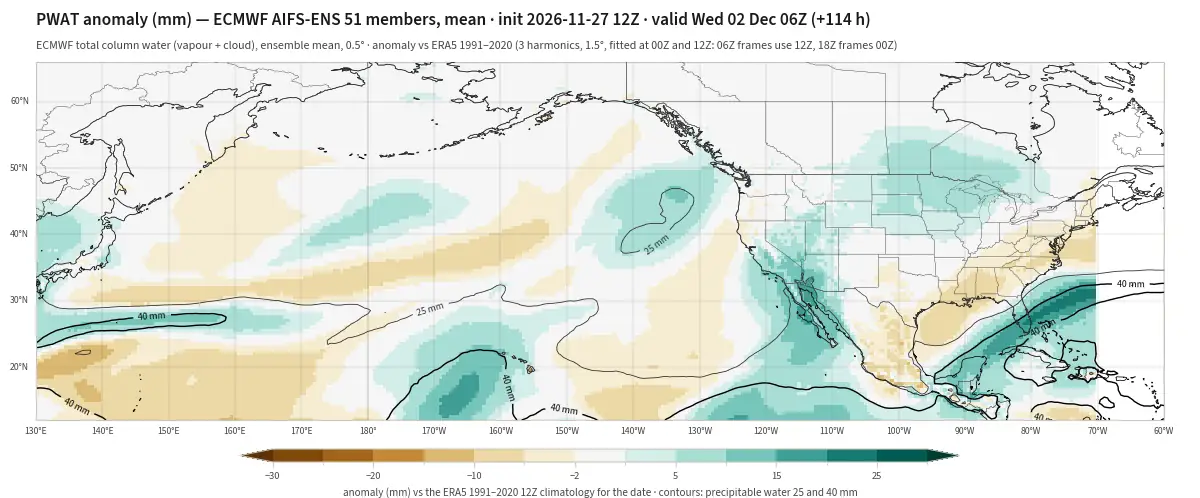 PWAT anomaly (mm) — ECMWF AIFS-ENS 51 members, mean · init 2026-11-27 12Z · valid Wed 02 Dec 06Z (+114 h)
ECMWF total column water (vapour + cloud), ensemble mean, 0.5° · anomaly vs ERA5 1991–2020 (3 harmonics, 1.5°, fitted at 00Z and 12Z: 06Z frames use 12Z, 18Z frames 00Z)
60°N
50°N
40°N
25 mm
30°N
40 mm
25 mm
40 mm
40 mm
20°N
40 mm
40 mm
40 mm
40
130°E 140°E 150°E 160°E 170°E 180° 170°W 160°W 150°W 140°W 130°W 120°W 110°W 100°W 90°W 80°W 70°W 60°W
−30 −20 −10 −2 5 15 25
anomaly (mm) vs the ERA5 1991–2020 12Z climatology for the date · contours: precipitable water 25 and 40 mm